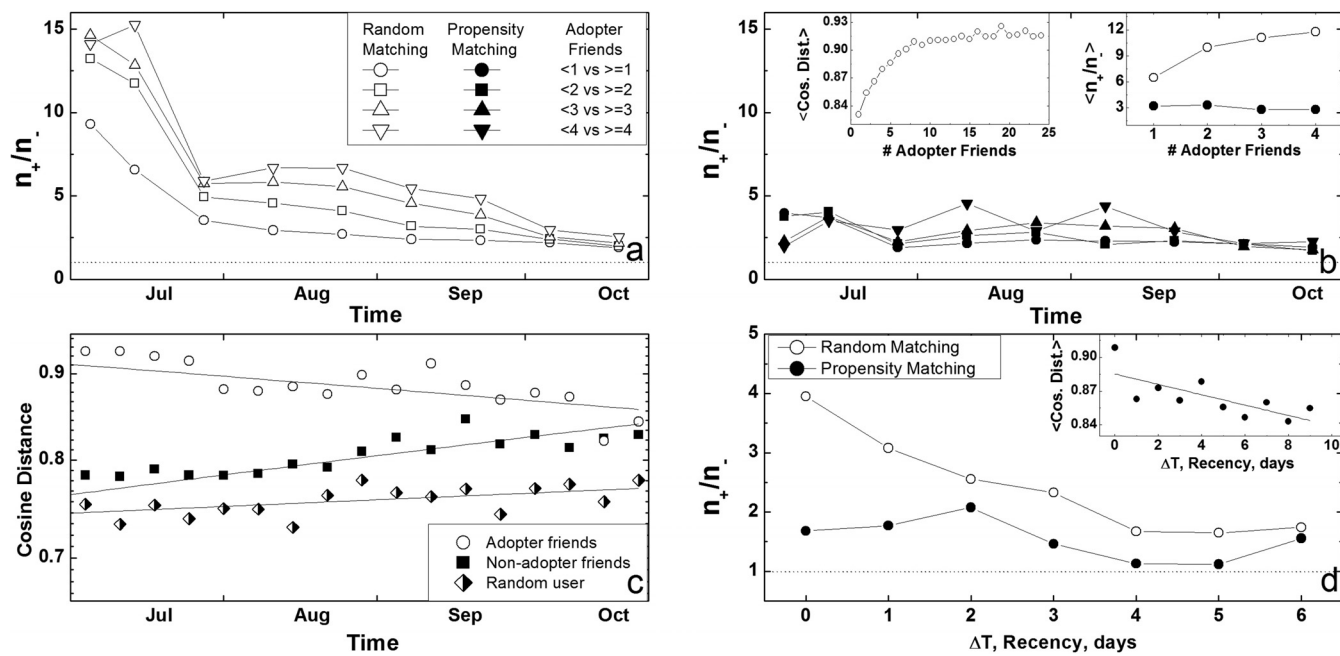 15
10
5
1
n+/n-
Random Matching
Propensity Matching
Adopter Friends
<1 vs >=1
<2 vs >=2
<3 vs >=3
<4 vs >=4
a
Jul Aug Sep Oct
Time
15
10
5
1
n+/n-
0.93
0.90
0.87
0.84
<Cos. Dist.>
0 5 10 15 20 25
# Adopter Friends
12
9
6
3
<n+/n->
1 2 3 4
# Adopter Friends
b
Jul Aug Sep Oct
Time
0.9
0.8
0.7
Cosine Distance
Adopter friends
Non-adopter friends
Random user
c
Jul Aug Sep Oct
Time
5
4
3
2
1
n+/n-
Random Matching
Propensity Matching
0.90
0.87
0.84
<Cos. Dist.>
0 2 4 6 8 10
ΔT, Recency, days
d
0 1 2 3 4 5 6
ΔT, Recency, days